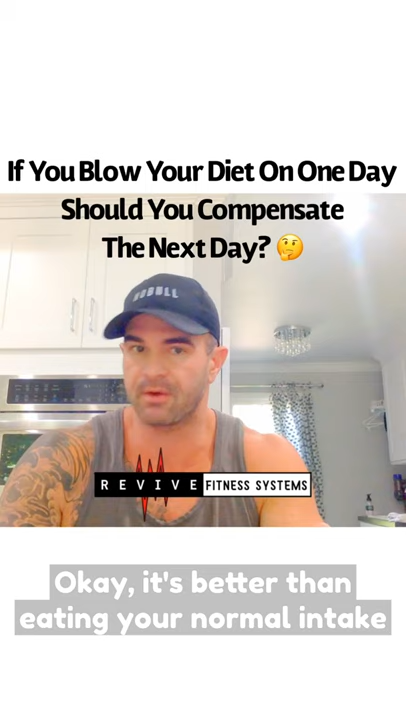 If You Blow Your Diet On One Day
Should You Compensate
The Next Day? 🤔
NOBULL
REVIVE FITNESS SYSTEMS
Okay, it's better than
eating your normal intake